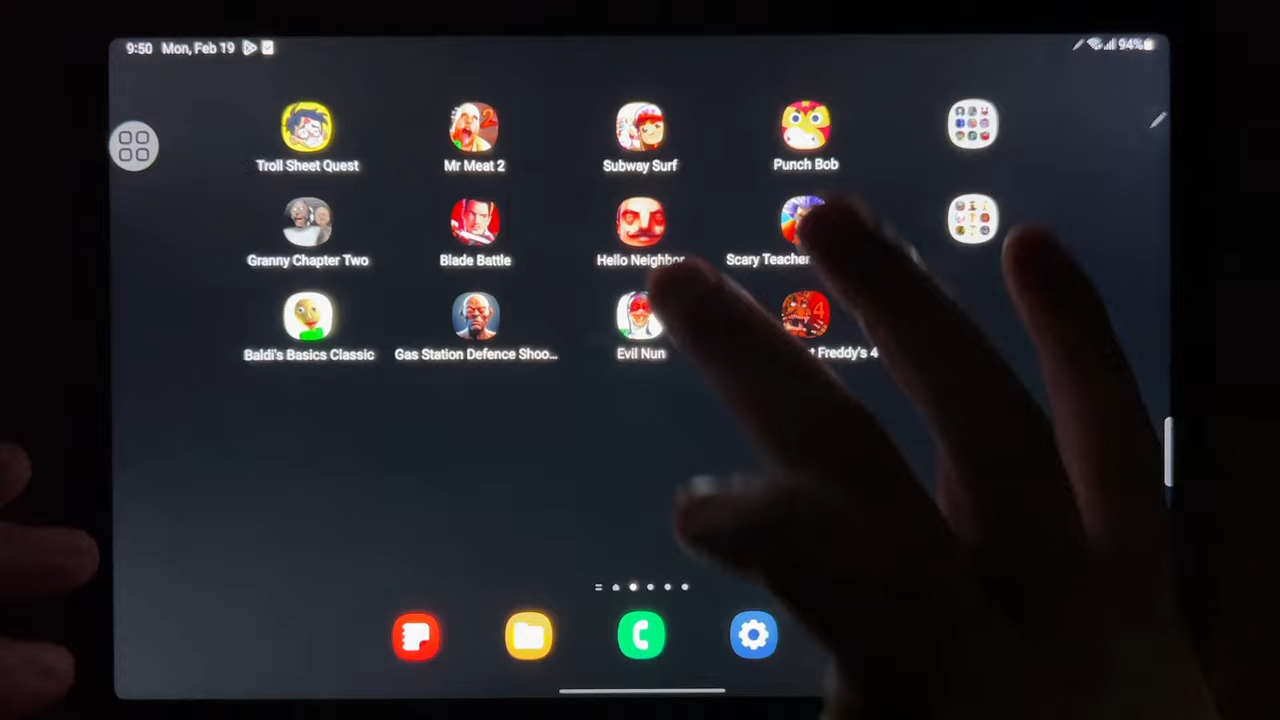 9:50 Mon, Feb 19 94%
Troll Sheet Quest
Mr Meat 2
Subway Surf
Punch Bob
Granny Chapter Two
Blade Battle
Hello Neighbor
Scary Teacher
Baldi's Basics Classic
Gas Station Defence Shoo...
Evil Nun
t Freddy's 4